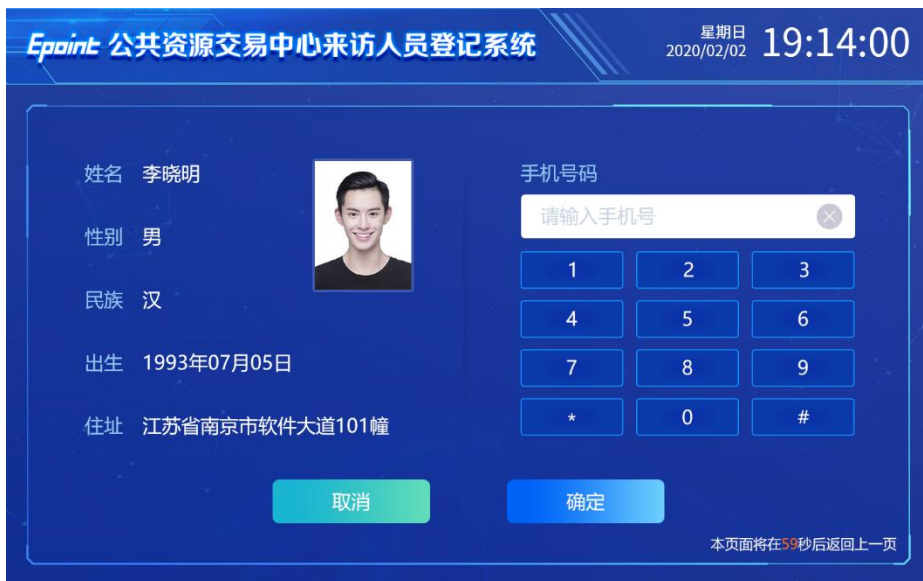 Epoint 公共资源交易中心来访人员登记系统
星期日
2020/02/02
19:14:00
姓名 李晓明
性别 男
民族 汉
出生 1993年07月05日
住址 江苏省南京市软件大道101幢
手机号码
请输入手机号
1 2 3
4 5 6
7 8 9
* 0 #
取消
确定
本页面将在59秒后返回上一页